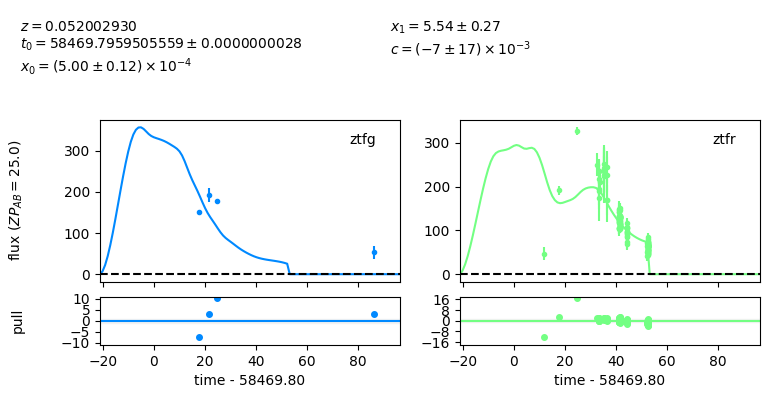 z = 0.052002930
t₀ = 58469.7959505559 ± 0.0000000028
x₀ = (5.00 ± 0.12) × 10⁻⁴
x₁ = 5.54 ± 0.27
c = (−7 ± 17) × 10⁻³
flux (ZP_AB = 25.0)
300
200
100
0
ztfg
300
200
100
0
ztfr
pull
10
5
0
−5
−10
16
8
0
−8
−16
−20 0 20 40 60 80
−20 0 20 40 60 80
time - 58469.80
time - 58469.80